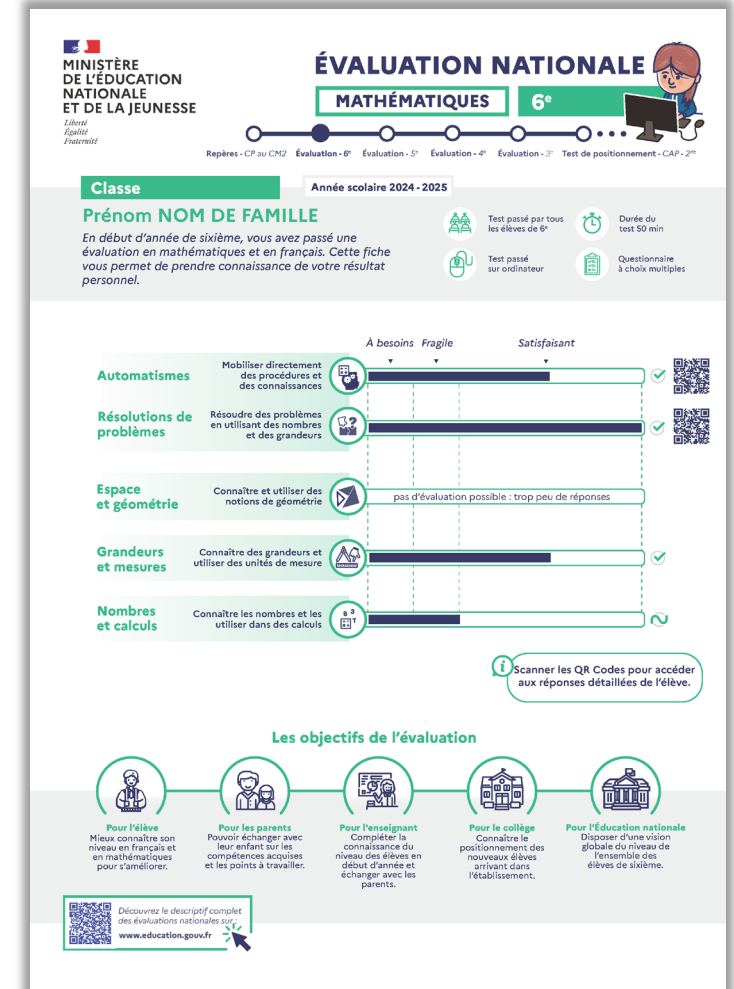 MINISTÈRE
DE L'ÉDUCATION
NATIONALE
ET DE LA JEUNESSE
Liberté
Égalité
Fraternité
ÉVALUATION NATIONALE
MATHÉMATIQUES
6e
Repères - CP au CM2
Évaluation - 6e
Évaluation - 5e
Évaluation - 4e
Évaluation - 3e
Test de positionnement - CAP - 2de
Classe
Année scolaire 2024 - 2025
Prénom NOM DE FAMILLE
En début d'année de sixième, vous avez passé une
évaluation en mathématiques et en français. Cette fiche
vous permet de prendre connaissance de votre résultat
personnel.
Test passé par tous
les élèves de 6e
Durée du
test 50 min
Test passé
sur ordinateur
Questionnaire
à choix multiples
À besoins
Fragile
Satisfaisant
Automatismes
Mobiliser directement
des procédures et
des connaissances
Résolutions de
problèmes
Résoudre des problèmes
en utilisant des nombres
et des grandeurs
Espace
et géométrie
Connaître et utiliser des
notions de géométrie
pas d'évaluation possible : trop peu de réponses
Grandeurs
et mesures
Connaître des grandeurs et
utiliser des unités de mesure
Nombres
et calculs
Connaître les nombres et les
utiliser dans des calculs
Scanner les QR Codes pour accéder
aux réponses détaillées de l'élève.
Les objectifs de l'évaluation
Pour l'élève
Mieux connaître son
niveau en français et
en mathématiques
pour s'améliorer.
Pour les parents
Pouvoir échanger avec
leur enfant sur les
compétences acquises
et les points à travailler.
Pour l'enseignant
Compléter la
connaissance du
niveau des élèves en
début d'année et
échanger avec les
parents.
Pour le collège
Connaître le
positionnement des
nouveaux élèves
arrivant dans
l'établissement.
Pour l'Éducation nationale
Disposer d'une vision
globale du niveau de
l'ensemble des
élèves de sixième.
Découvrez le descriptif complet
des évaluations nationales sur :
www.education.gouv.fr